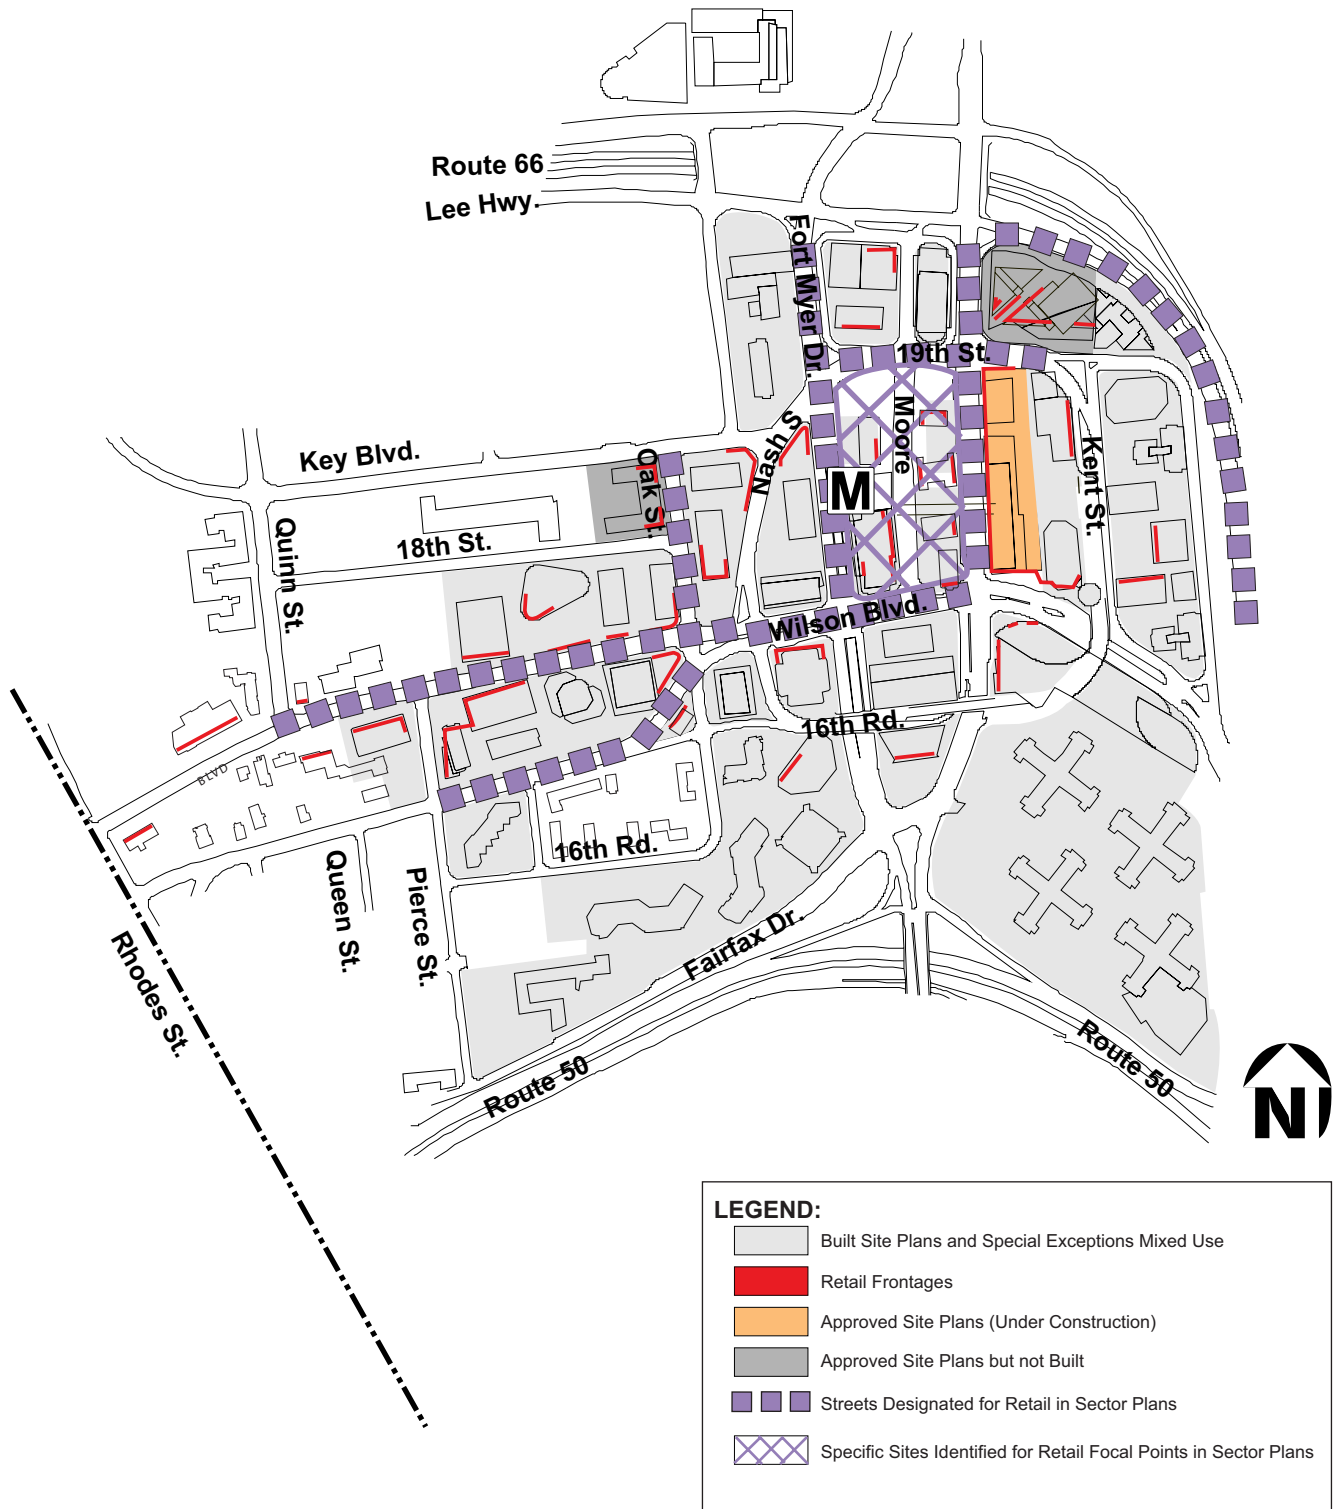 Route 66
Lee Hwy.
Fort Myer Dr.
19th St.
Moore
Nash S
Key Blvd.
Oak St.
M
Kent St.
18th St.
Quinn St.
Wilson Blvd.
16th Rd.
BLVD
16th Rd.
Queen St.
Pierce St.
Fairfax Dr.
Rhodes St.
Route 50
Route 50
N
LEGEND:
Built Site Plans and Special Exceptions Mixed Use
Retail Frontages
Approved Site Plans (Under Construction)
Approved Site Plans but not Built
Streets Designated for Retail in Sector Plans
Specific Sites Identified for Retail Focal Points in Sector Plans